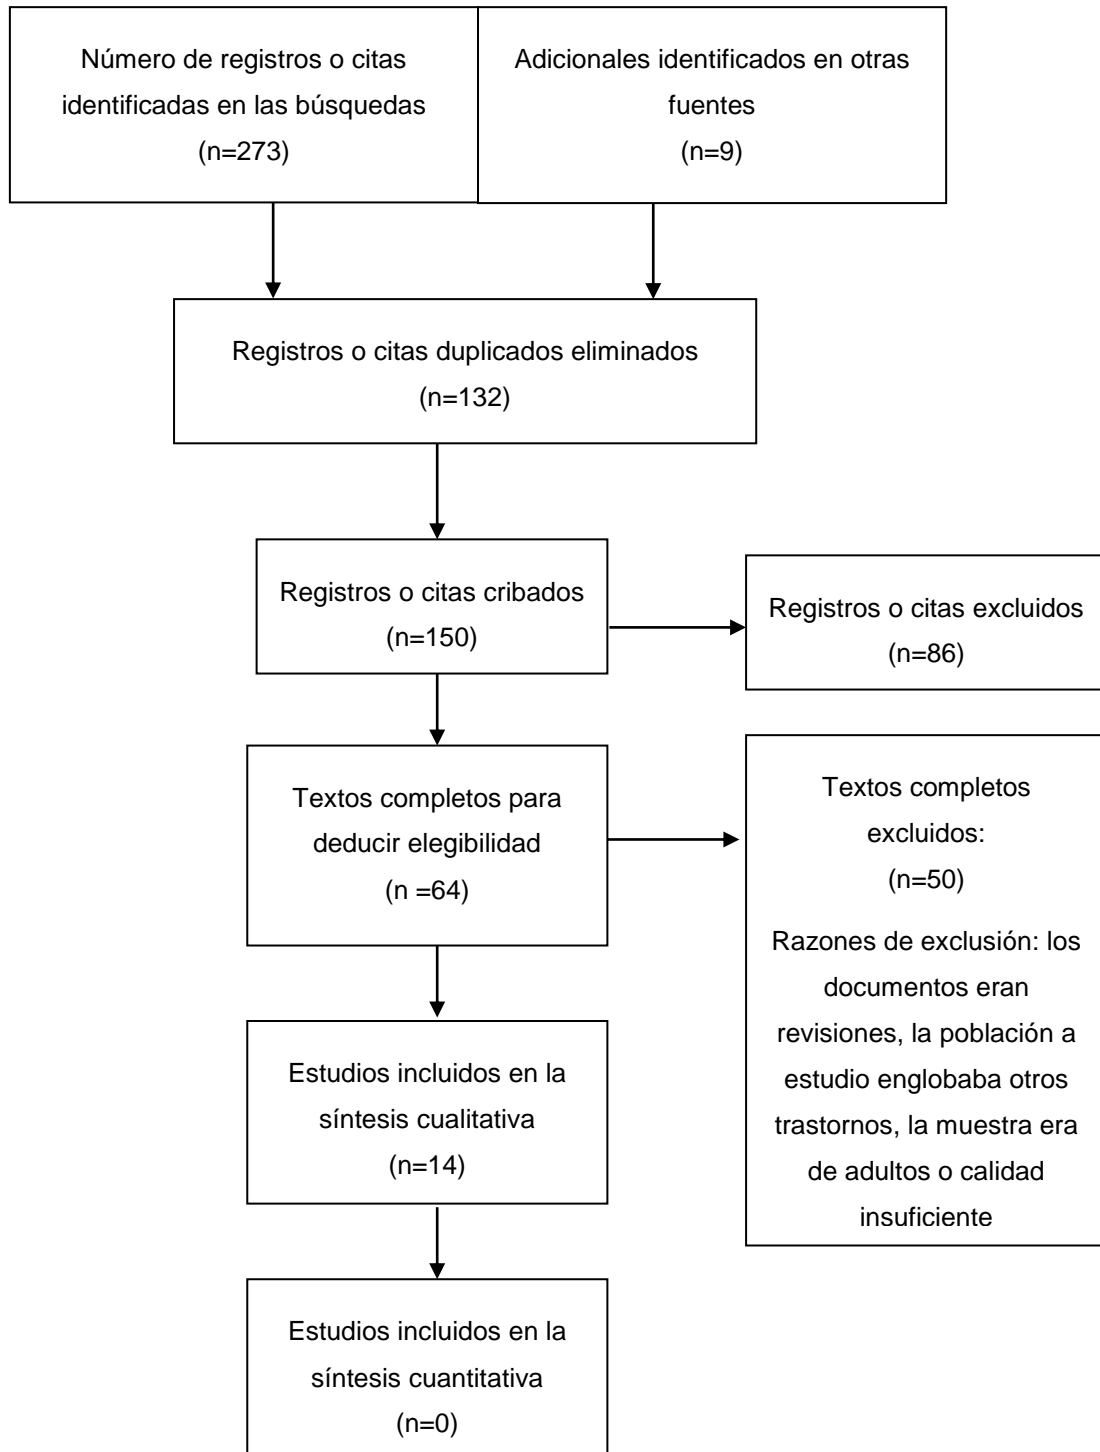 Número de registros o citas
identificadas en las búsquedas
(n=273)
Adicionales identificados en otras
fuentes
(n=9)
Registros o citas duplicados eliminados
(n=132)
Registros o citas cribados
(n=150)
Registros o citas excluidos
(n=86)
Textos completos para
deducir elegibilidad
(n =64)
Textos completos
excluidos:
(n=50)
Razones de exclusión: los
documentos eran
revisiones, la población a
estudio englobaba otros
trastornos, la muestra era
de adultos o calidad
insuficiente
Estudios incluidos en la
síntesis cualitativa
(n=14)
Estudios incluidos en la
síntesis cuantitativa
(n=0)